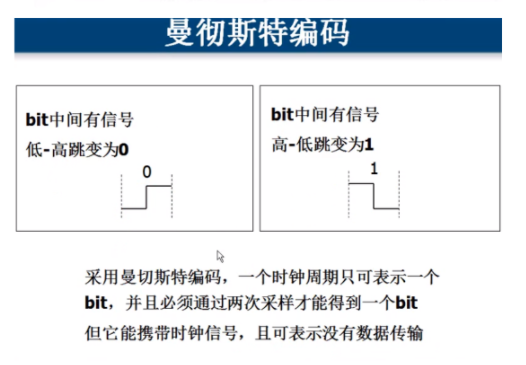 曼彻斯特编码
bit中间有信号
低-高跳变为0
0
bit中间有信号
高-低跳变为1
1
采用曼切斯特编码，一个时钟周期只可表示一个
bit，并且必须通过两次采样才能得到一个bit
但它能携带时钟信号，且可表示没有数据传输